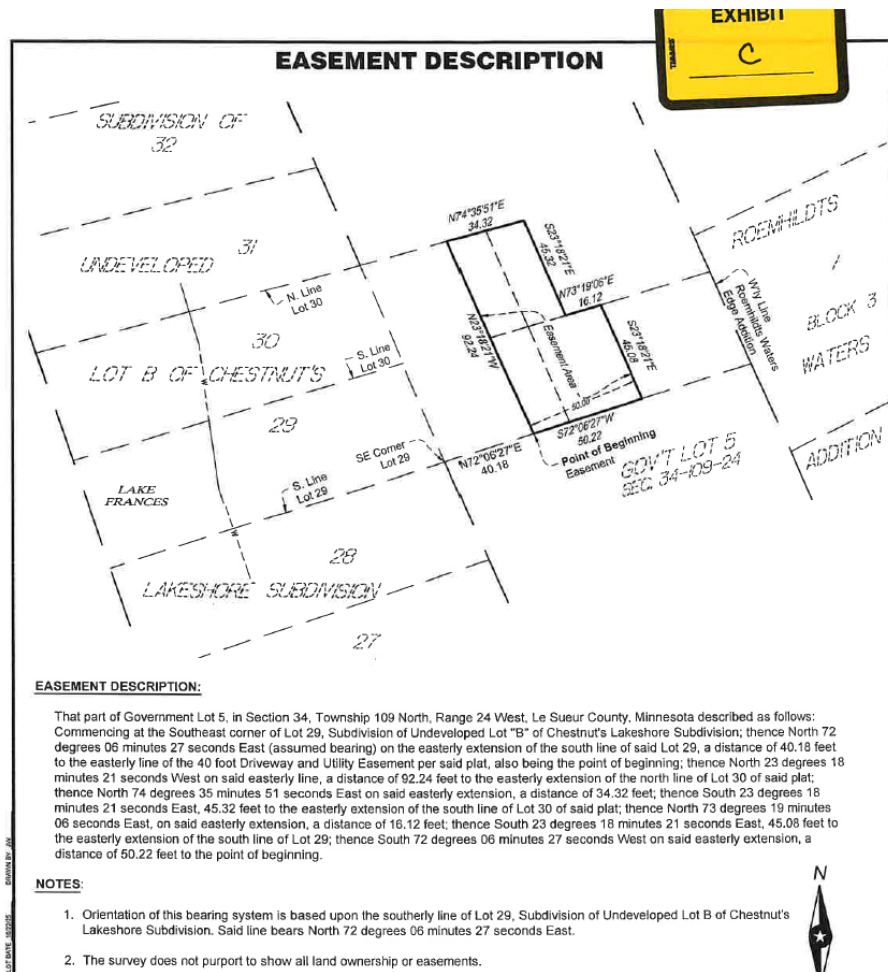 EXHIBIT
C
EASEMENT DESCRIPTION
SUBDIVISION OF
32
31
UNDEVELOPED
N. Line
Lot 30
30
S. Line
Lot 30
LOT B OF CHESTNUT'S
29
SE Corner
Lot 29
S. Line
Lot 29
LAKE
FRANCES
28
LAKESHORE SUBDIVISION
27
N74°35'51"E
34.32
S23°18'21"E
45.32
N73°19'06"E
16.12
N23°18'21"W
92.24
Easement Area
S23°18'21"E
45.08
50.00
S72°06'27"W
50.22
N72°06'27"E
40.18
Point of Beginning
Easement
GOV'T LOT 5
SEC. 34-109-24
W'ly Line
Roemhildts Waters
Edge Addition
ROEMHILDTS
1
BLOCK 3
WATERS
ADDITION
W
W
EASEMENT DESCRIPTION:
That part of Government Lot 5, in Section 34, Township 109 North, Range 24 West, Le Sueur County, Minnesota described as follows:
Commencing at the Southeast corner of Lot 29, Subdivision of Undeveloped Lot "B" of Chestnut's Lakeshore Subdivision; thence North 72
degrees 06 minutes 27 seconds East (assumed bearing) on the easterly extension of the south line of said Lot 29, a distance of 40.18 feet
to the easterly line of the 40 foot Driveway and Utility Easement per said plat, also being the point of beginning; thence North 23 degrees 18
minutes 21 seconds West on said easterly line, a distance of 92.24 feet to the easterly extension of the north line of Lot 30 of said plat;
thence North 74 degrees 35 minutes 51 seconds East on said easterly extension, a distance of 34.32 feet; thence South 23 degrees 18
minutes 21 seconds East, 45.32 feet to the easterly extension of the south line of Lot 30 of said plat; thence North 73 degrees 19 minutes
06 seconds East, on said easterly extension, a distance of 16.12 feet; thence South 23 degrees 18 minutes 21 seconds East, 45.08 feet to
the easterly extension of the south line of Lot 29; thence South 72 degrees 06 minutes 27 seconds West on said easterly extension, a
distance of 50.22 feet to the point of beginning.
NOTES:
1. Orientation of this bearing system is based upon the southerly line of Lot 29, Subdivision of Undeveloped Lot B of Chestnut's
Lakeshore Subdivision. Said line bears North 72 degrees 06 minutes 27 seconds East.
2. The survey does not purport to show all land ownership or easements.
N
DRAWN BY